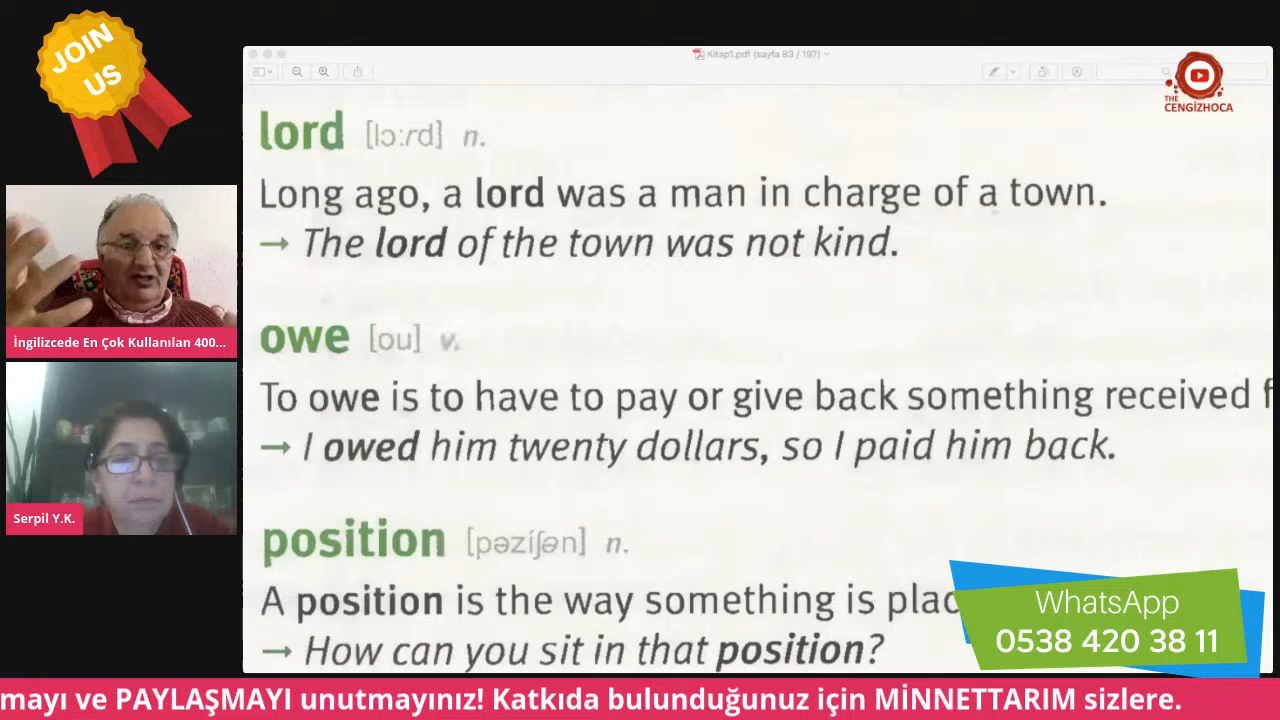 JOIN
US
Kitap1.pdf (sayfa 83 / 197)
THE
CENGİZHOCA
lord [lɔːrd] n.
Long ago, a lord was a man in charge of a town.
→ The lord of the town was not kind.
owe [ou] v.
To owe is to have to pay or give back something received f
→ I owed him twenty dollars, so I paid him back.
position [pəziʃən] n.
A position is the way something is plac
→ How can you sit in that position?
İngilizcede En Çok Kullanılan 400...
Serpil Y.K.
WhatsApp
0538 420 38 11
mayı ve PAYLAŞMAYI unutmayınız! Katkıda bulunduğunuz için MİNNETTARIM sizlere.